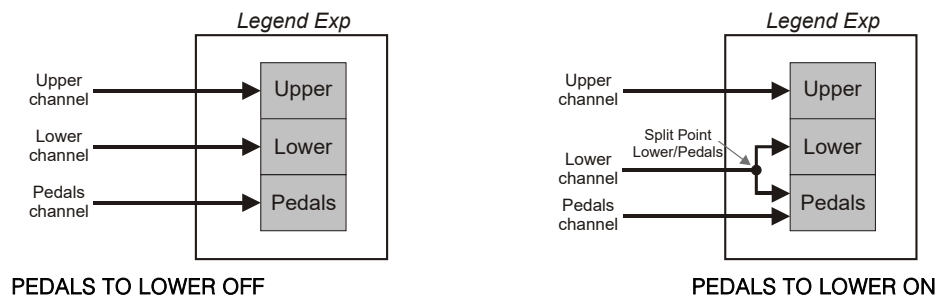 Legend Exp
Upper
channel
Upper
Lower
channel
Lower
Pedals
channel
Pedals
PEDALS TO LOWER OFF
Legend Exp
Upper
channel
Upper
Split Point
Lower/Pedals
Lower
Lower
channel
Pedals
channel
Pedals
PEDALS TO LOWER ON